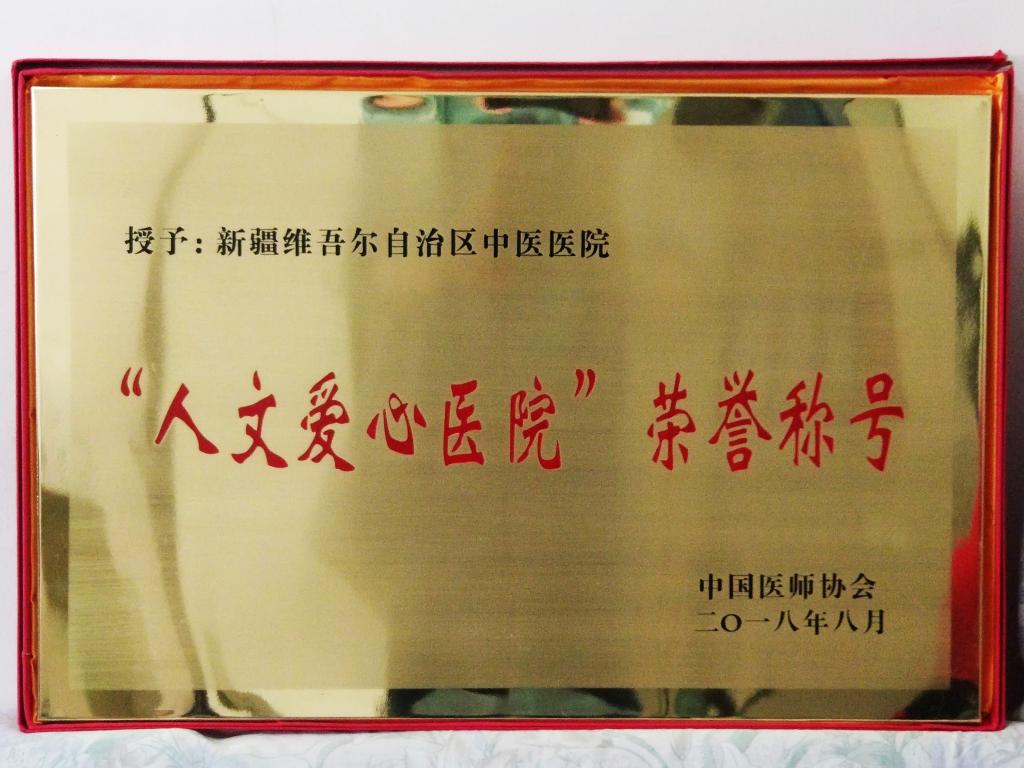 授予：新疆维吾尔自治区中医医院
“人文爱心医院” 荣誉称号
中国医师协会
二〇一八年八月